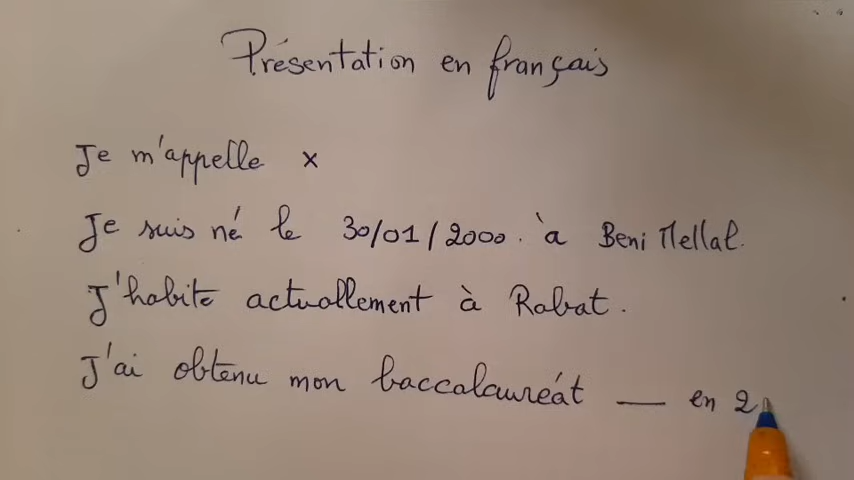 Présentation en français
Je m'appelle x
Je suis né le 30/01/2000. à Beni Mellal.
J'habite actuellement à Rabat.
J'ai obtenu mon baccalauréat __ en 2